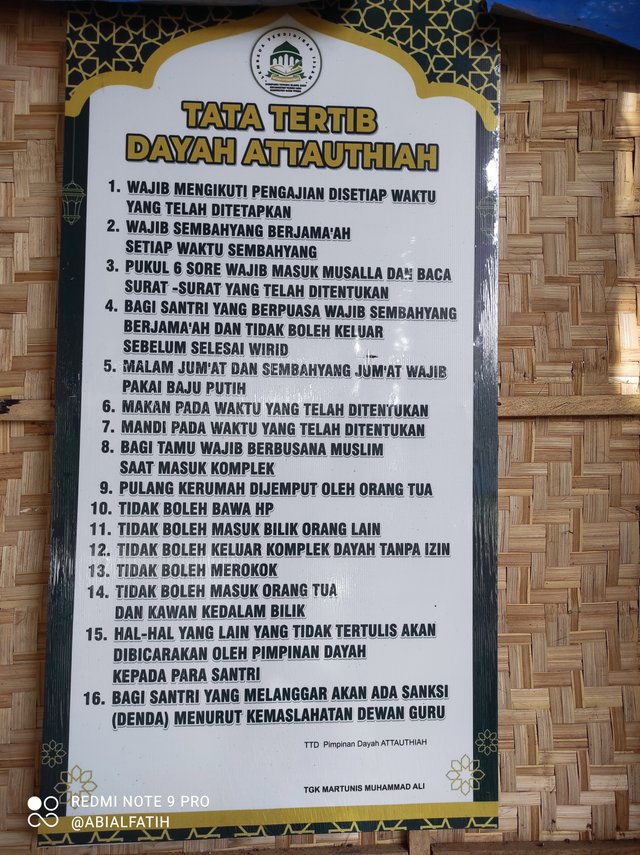 TATA TERTIB
DAYAH ATTAUTHIAH
1. WAJIB MENGIKUTI PENGAJIAN DISETIAP WAKTU
YANG TELAH DITETAPKAN
2. WAJIB SEMBAHYANG BERJAMA'AH
SETIAP WAKTU SEMBAHYANG
3. PUKUL 6 SORE WAJIB MASUK MUSALLA DAN BACA
SURAT -SURAT YANG TELAH DITENTUKAN
4. BAGI SANTRI YANG BERPUASA WAJIB SEMBAHYANG
BERJAMA'AH DAN TIDAK BOLEH KELUAR
SEBELUM SELESAI WIRID
5. MALAM JUM'AT DAN SEMBAHYANG JUM'AT WAJIB
PAKAI BAJU PUTIH
6. MAKAN PADA WAKTU YANG TELAH DITENTUKAN
7. MANDI PADA WAKTU YANG TELAH DITENTUKAN
8. BAGI TAMU WAJIB BERBUSANA MUSLIM
SAAT MASUK KOMPLEK
9. PULANG KERUMAH DIJEMPUT OLEH ORANG TUA
10. TIDAK BOLEH BAWA HP
11. TIDAK BOLEH MASUK BILIK ORANG LAIN
12. TIDAK BOLEH KELUAR KOMPLEK DAYAH TANPA IZIN
13. TIDAK BOLEH MEROKOK
14. TIDAK BOLEH MASUK ORANG TUA
DAN KAWAN KEDALAM BILIK
15. HAL-HAL YANG LAIN YANG TIDAK TERTULIS AKAN
DIBICARAKAN OLEH PIMPINAN DAYAH
KEPADA PARA SANTRI
16. BAGI SANTRI YANG MELANGGAR AKAN ADA SANKSI
(DENDA) MENURUT KEMASLAHATAN DEWAN GURU
TTD Pimpinan Dayah ATTAUTHIAH
TGK MARTUNIS MUHAMMAD ALI
REDMI NOTE 9 PRO
@ABIALFATIH